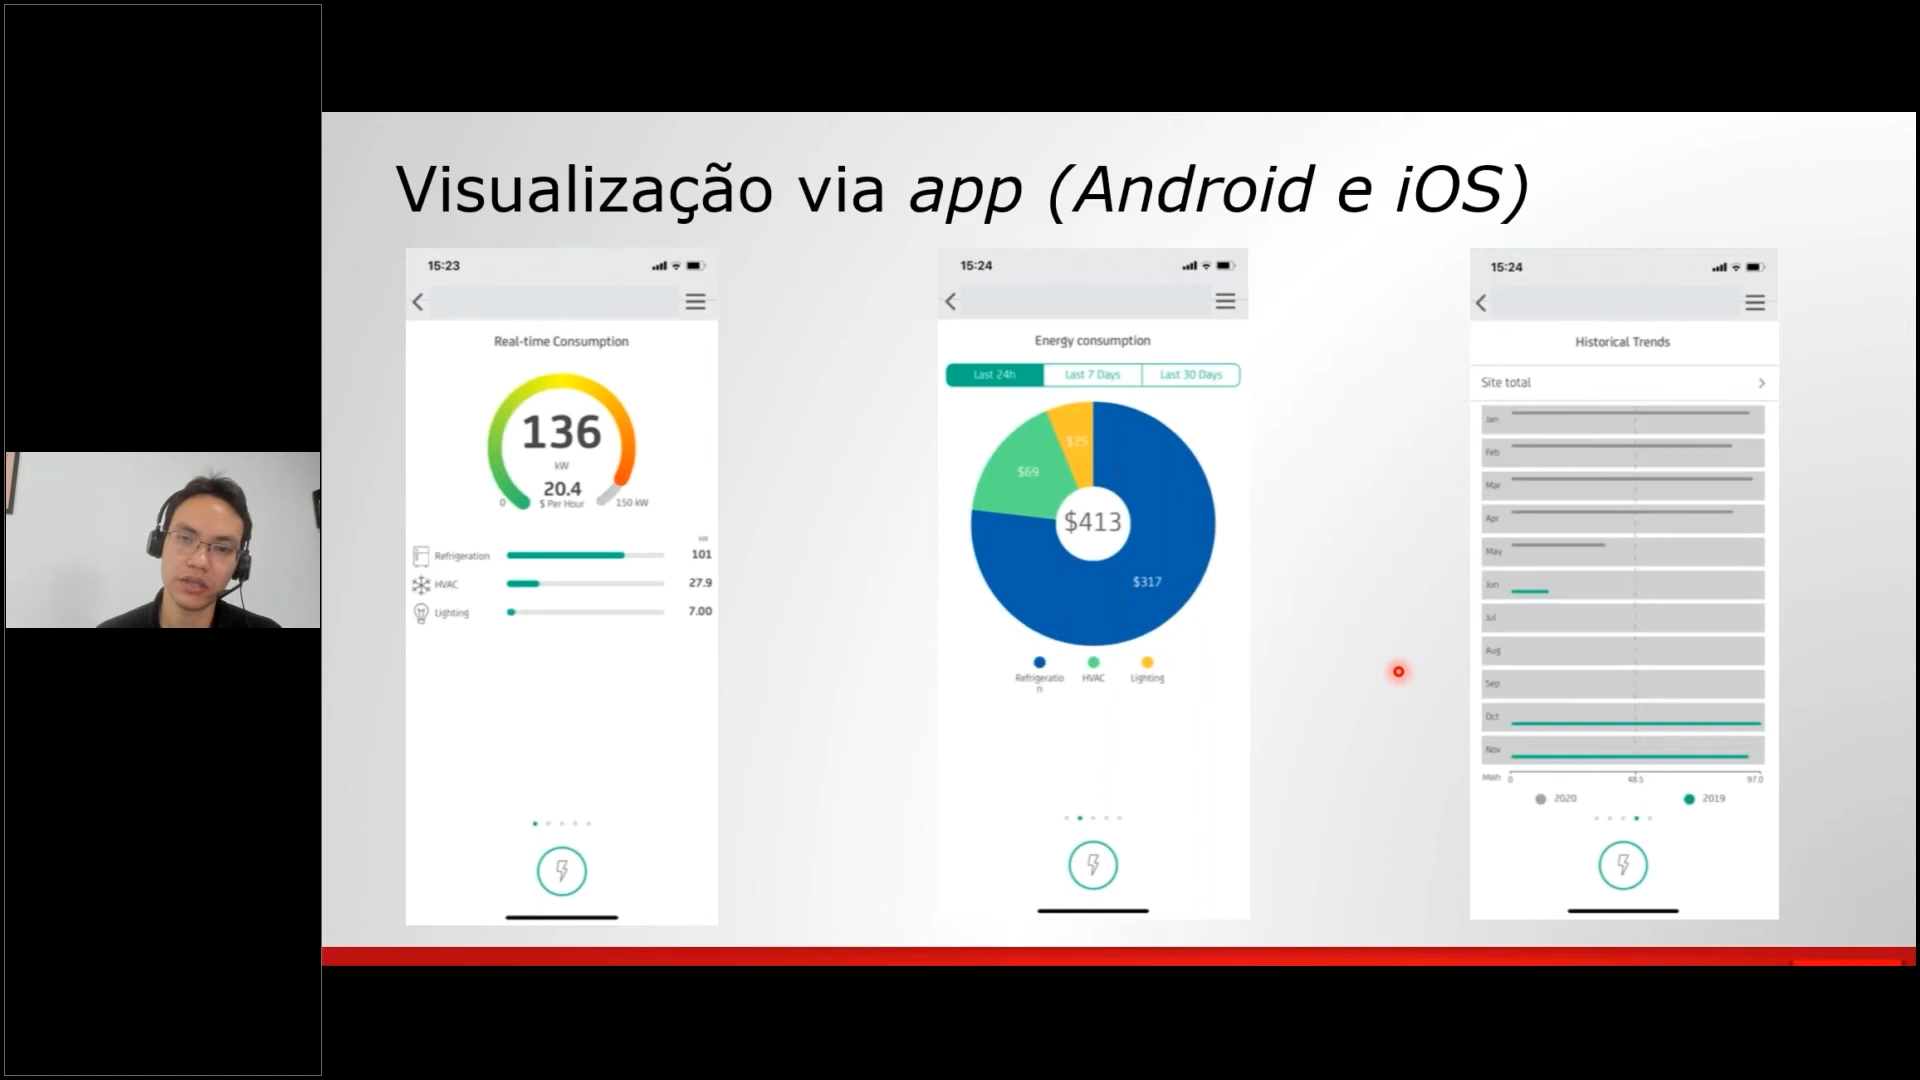 Visualização via app (Android e iOS)
15:23
Real-time Consumption
136
kW
20.4
0 $ Per Hour 150 kW
kW
Refrigeration 101
HVAC 27.9
Lighting 7.00
15:24
Energy consumption
Last 24h Last 7 Days Last 30 Days
$25
$69
$413
$317
Refrigeratio HVAC Lighting
n
15:24
Historical Trends
Site total
Jan
Feb
Mar
Apr
May
Jun
Jul
Aug
Sep
Oct
Nov
MWh 0 48.5 97.0
2020 2019